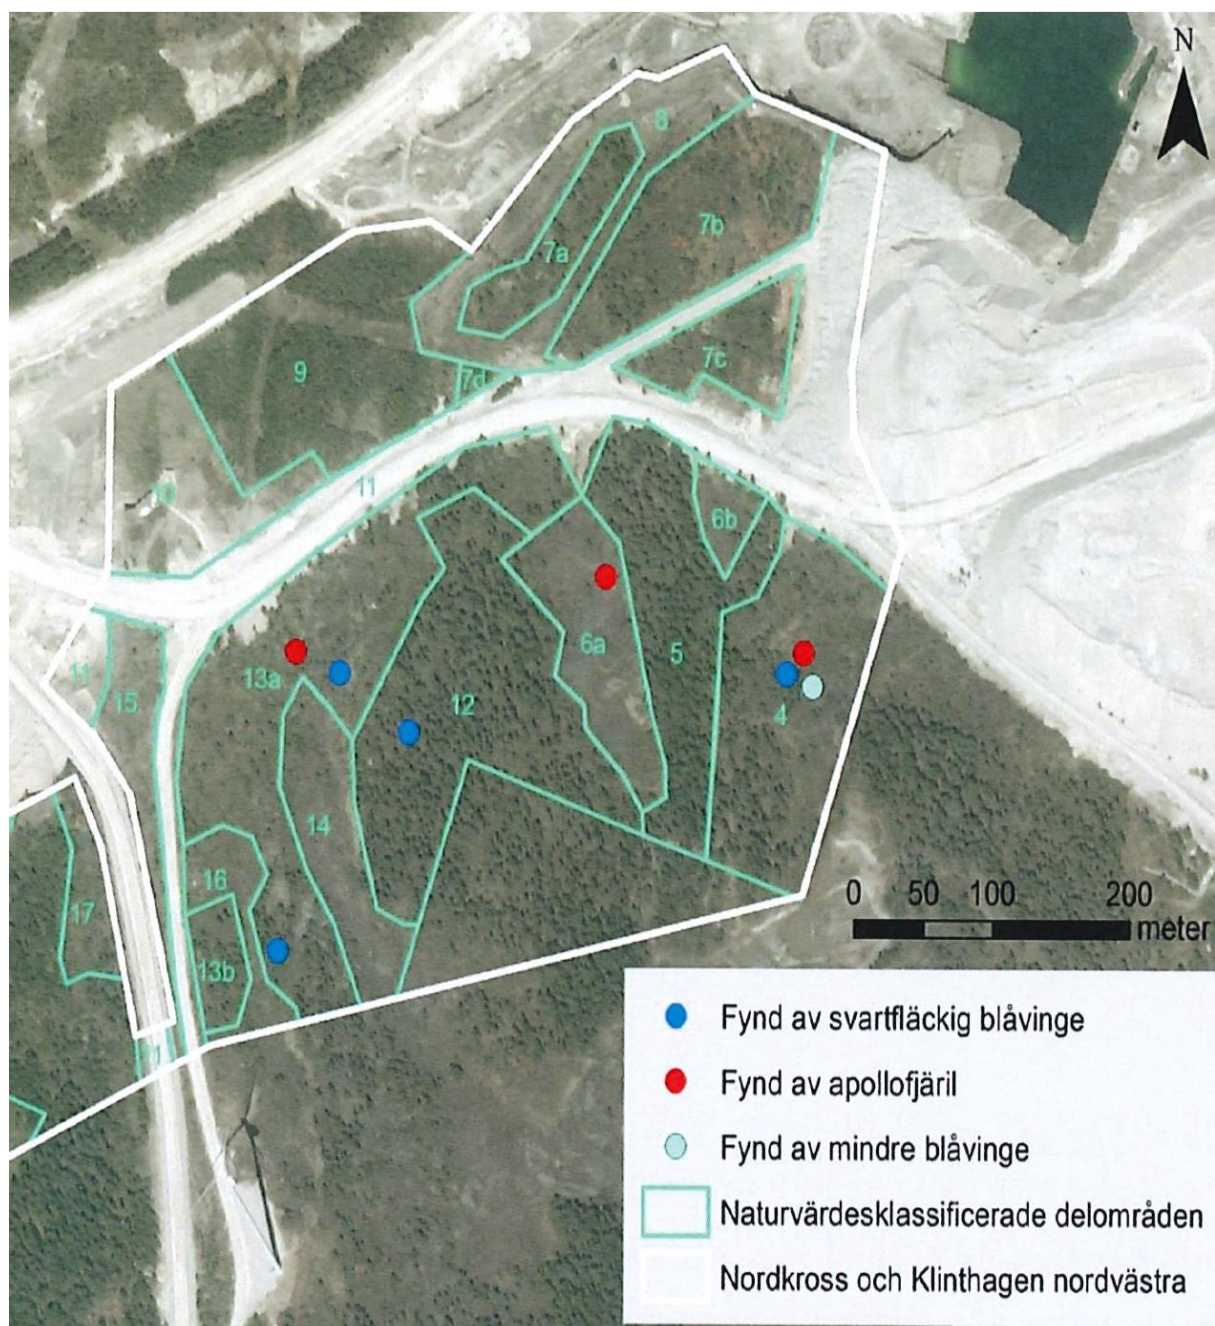 N
8
7b
7a
7c
9
7d
11
6b
6a
5
13a
11
15
12
4
14
16
17
13b
0 50 100 200
meter
Fynd av svartfläckig blåvinge
Fynd av apollofjäril
Fynd av mindre blåvinge
Naturvärdesklassificerade delområden
Nordkross och Klinthagen nordvästra